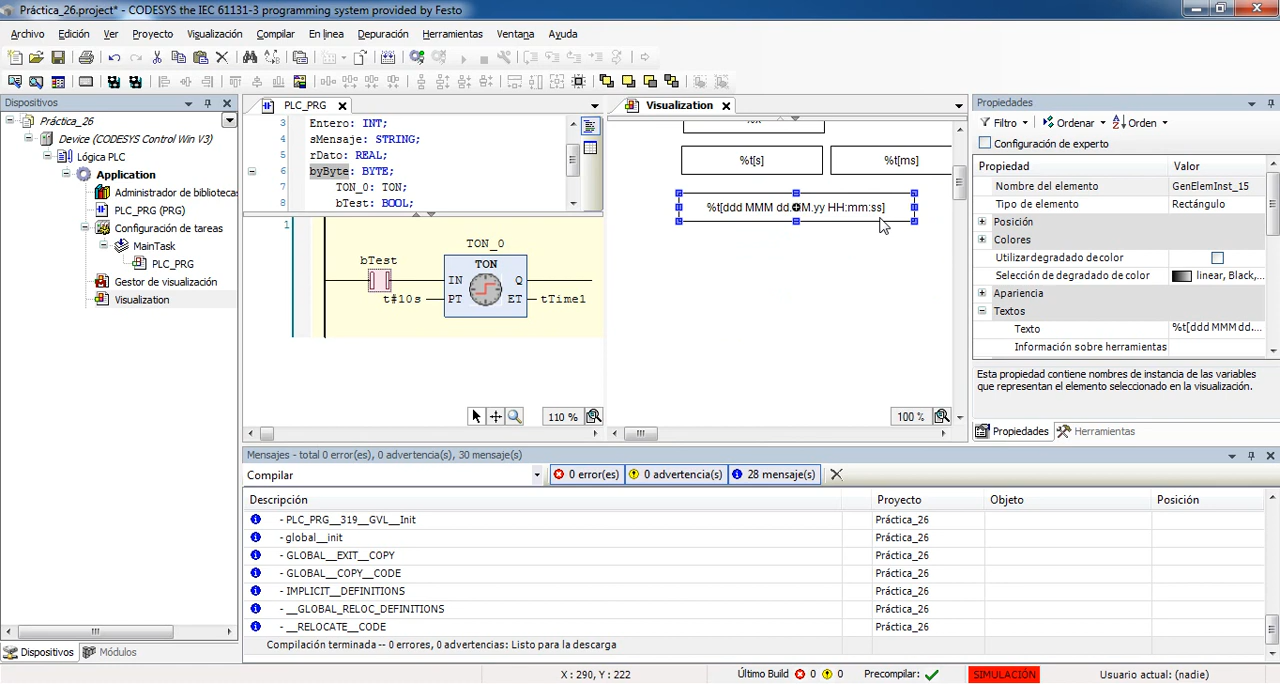 Práctica_26.project* - CODESYS the IEC 61131-3 programming system provided by Festo
Archivo Edición Ver Proyecto Visualización Compilar En línea Depuración Herramientas Ventana Ayuda
Dispositivos
Práctica_26
Device (CODESYS Control Win V3)
Lógica PLC
Application
Administrador de bibliotecas
PLC_PRG (PRG)
Configuración de tareas
MainTask
PLC_PRG
Gestor de visualización
Visualization
Dispositivos Módulos
PLC_PRG
3 Entero: INT;
4 sMensaje: STRING;
5 rDato: REAL;
6 byByte: BYTE;
7 TON_0: TON;
8 bTest: BOOL;
1
TON_0
bTest TON
IN Q
t#10s PT ET tTime1
110 %
Visualization
%t[s] %t[ms]
%t[ddd MMM dd.MM.yy HH:mm:ss]
100 %
Propiedades
Filtro Ordenar Orden
Configuración de experto
Propiedad Valor
Nombre del elemento GenElemInst_15
Tipo de elemento Rectángulo
Posición
Colores
Utilizar degradado de color
Selección de degradado de color linear, Black,...
Apariencia
Textos
Texto %t[ddd MMM dd....
Información sobre herramientas
Esta propiedad contiene nombres de instancia de las variables
que representan el elemento seleccionado en la visualización.
Propiedades Herramientas
Mensajes - total 0 error(es), 0 advertencia(s), 30 mensaje(s)
Compilar 0 error(es) 0 advertencia(s) 28 mensaje(s)
Descripción Proyecto Objeto Posición
- PLC_PRG__319__GVL__Init Práctica_26
- global__init Práctica_26
- GLOBAL__EXIT__COPY Práctica_26
- GLOBAL__COPY__CODE Práctica_26
- IMPLICIT__DEFINITIONS Práctica_26
- __GLOBAL_RELOC_DEFINITIONS Práctica_26
- __RELOCATE__CODE Práctica_26
Compilación terminada -- 0 errores, 0 advertencias: Listo para la descarga
X : 290, Y : 222 Último Build 0 0 Precompilar: SIMULACIÓN Usuario actual: (nadie)